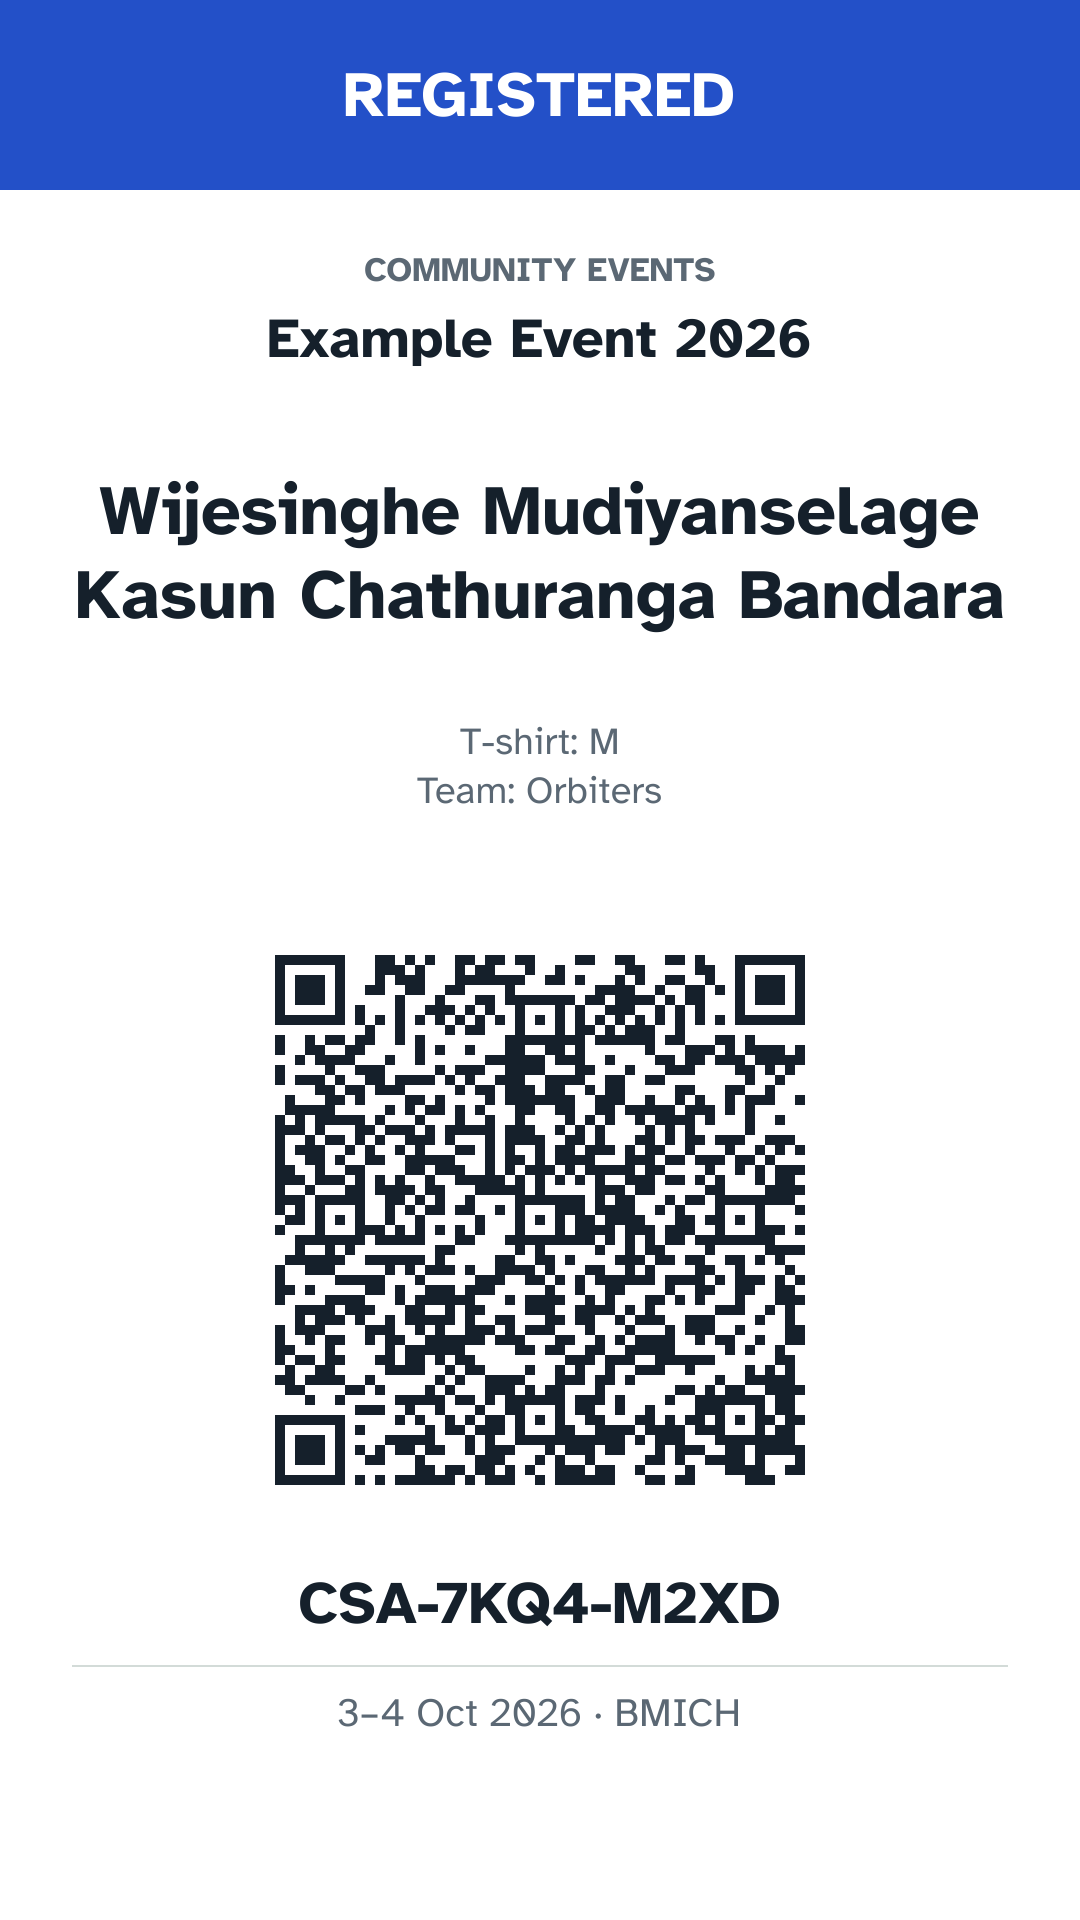 REGISTERED
COMMUNITY EVENTS
Example Event 2026
Wijesinghe Mudiyanselage
Kasun Chathuranga Bandara
T-shirt: M
Team: Orbiters
CSA-7KQ4-M2XD
3–4 Oct 2026 · BMICH